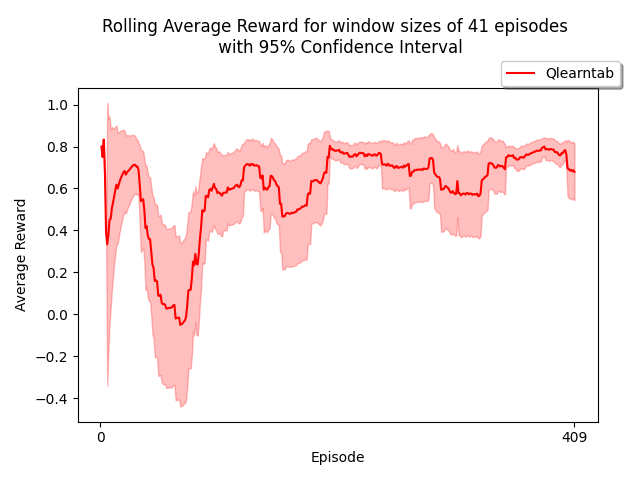 Rolling Average Reward for window sizes of 41 episodes
with 95% Confidence Interval
Qlearntab
1.0
0.8
0.6
0.4
0.2
0.0
−0.2
−0.4
Average Reward
0
409
Episode